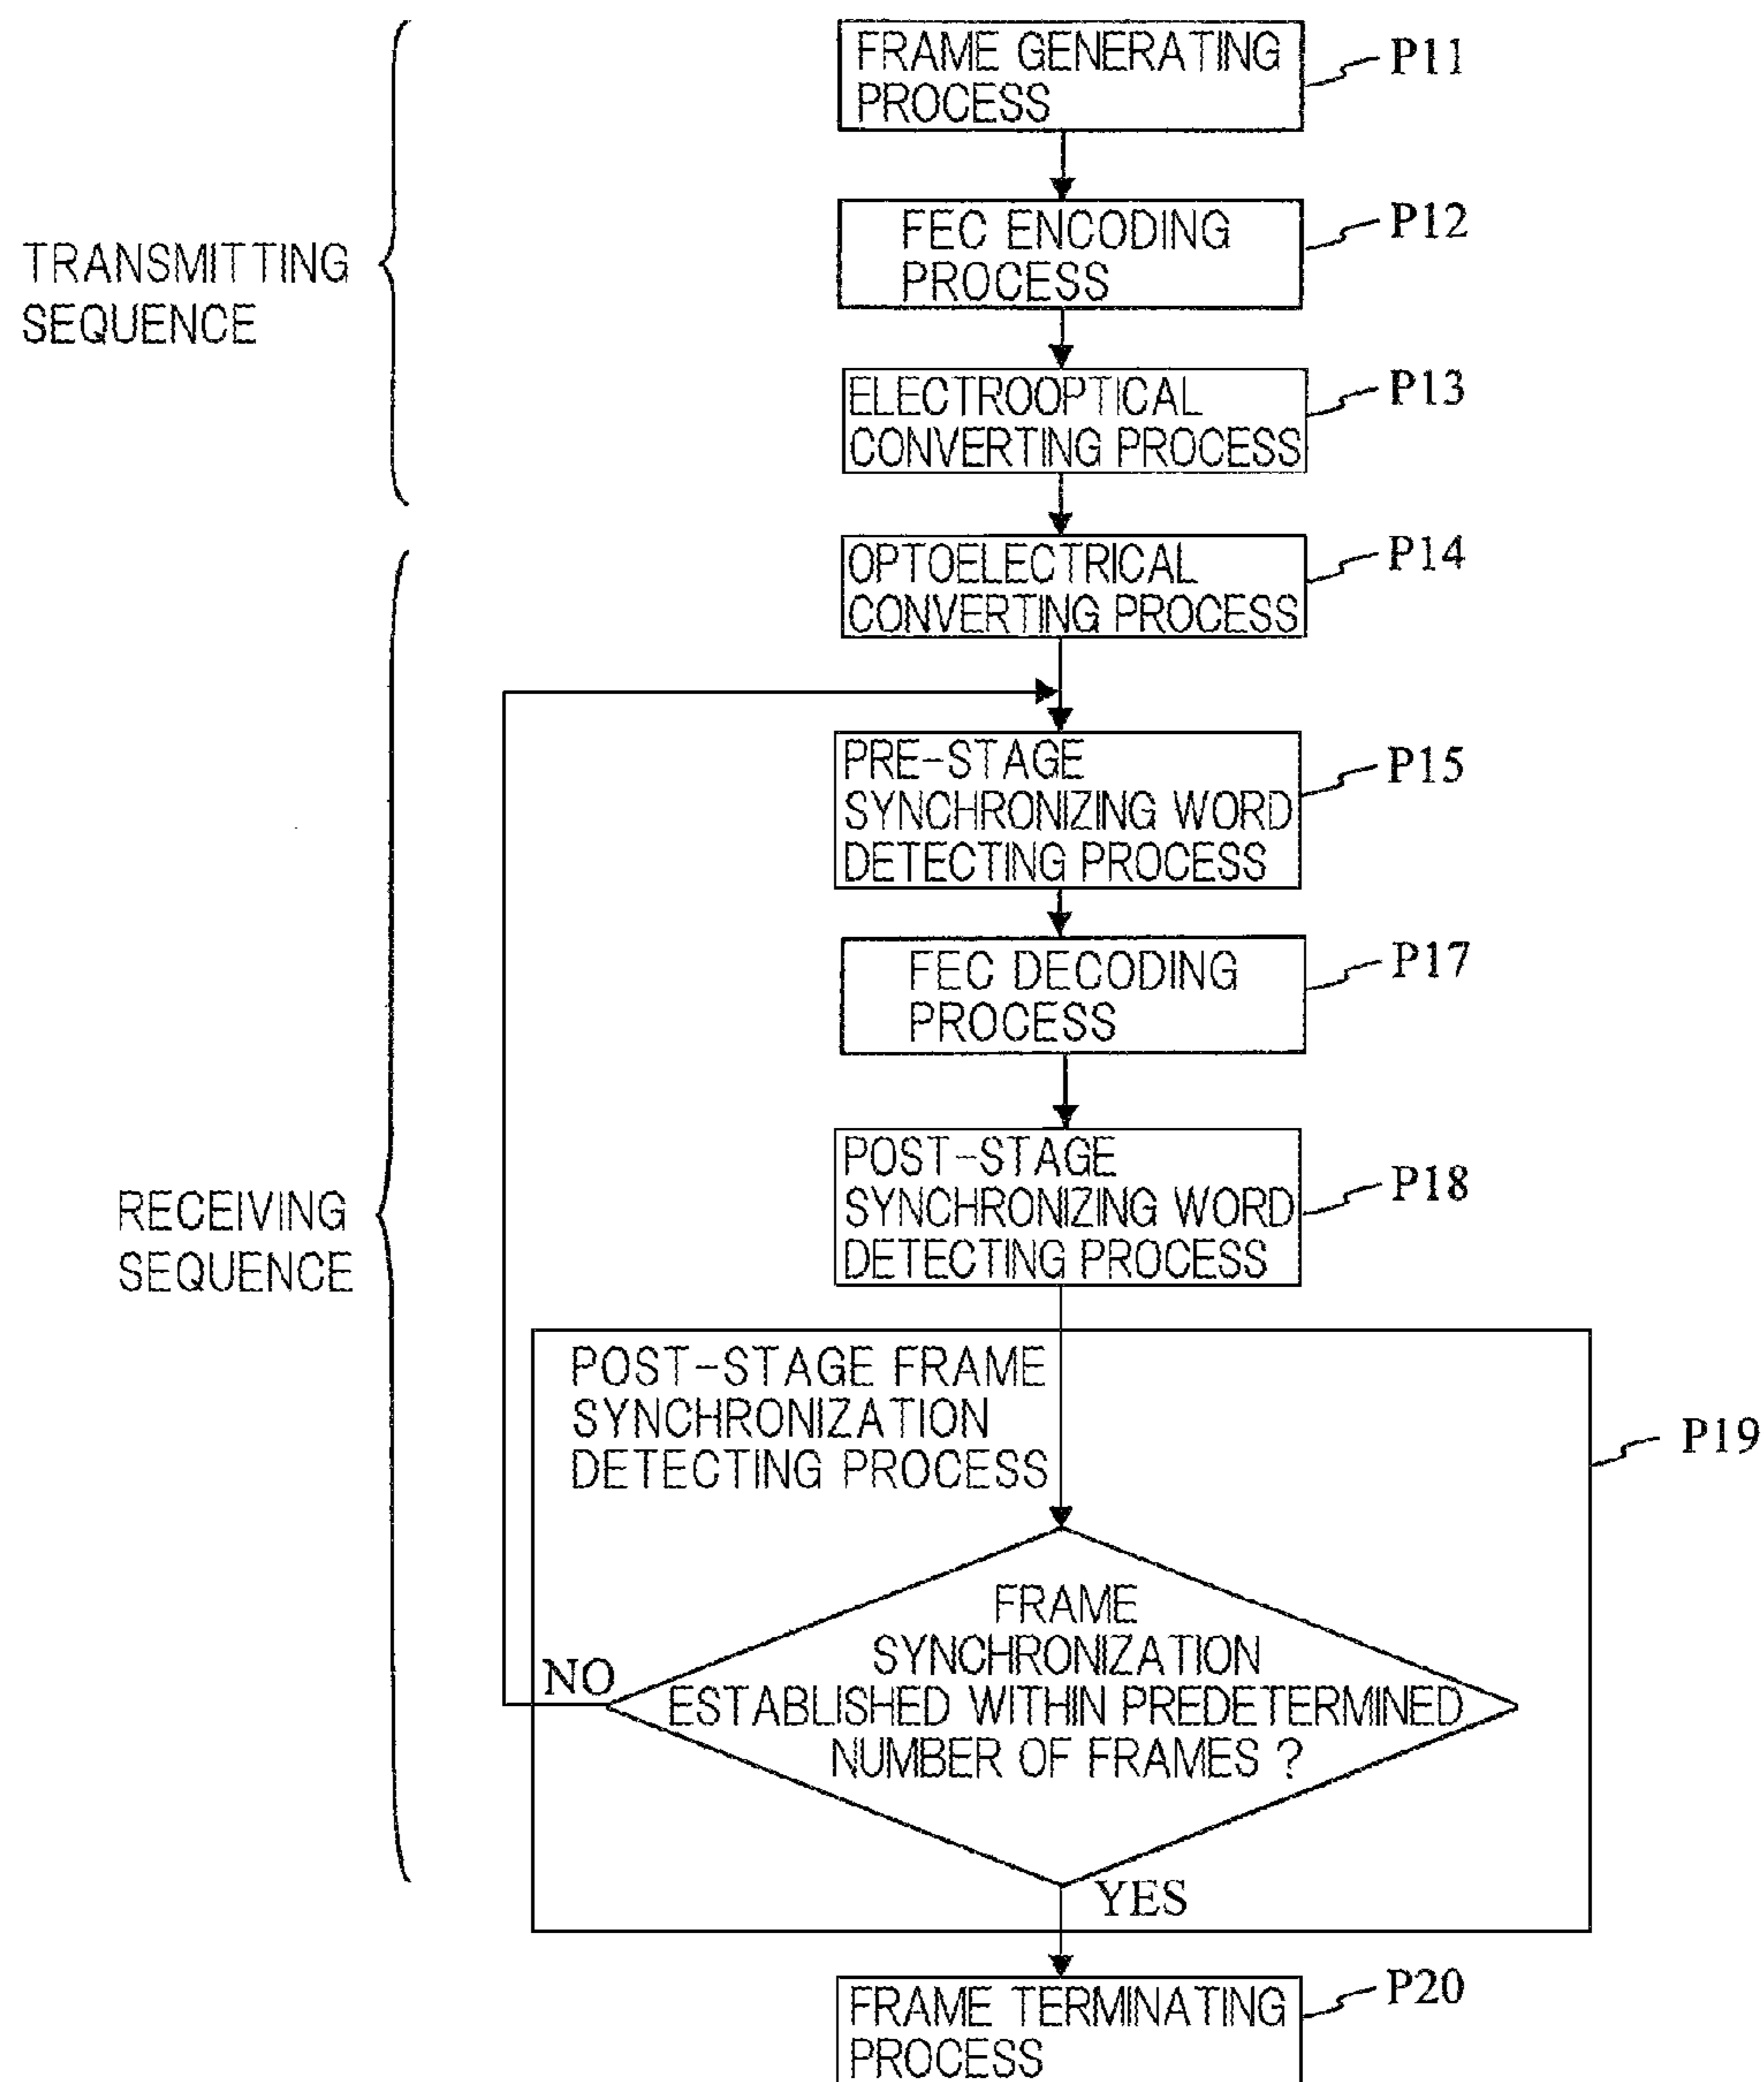 FRAME GENERATING
PROCESS
P11
FEC ENCODING
PROCESS
P12
TRANSMITTING
SEQUENCE
ELECTROOPTICAL
CONVERTING PROCESS
P13
OPTOELECTRICAL
CONVERTING PROCESS
P14
PRE-STAGE
SYNCHRONIZING WORD
DETECTING PROCESS
P15
FEC DECODING
PROCESS
P17
POST-STAGE
SYNCHRONIZING WORD
DETECTING PROCESS
P18
RECEIVING
SEQUENCE
POST-STAGE FRAME
SYNCHRONIZATION
DETECTING PROCESS
P19
FRAME
SYNCHRONIZATION
ESTABLISHED WITHIN PREDETERMINED
NUMBER OF FRAMES ?
NO
YES
FRAME TERMINATING
PROCESS
P20